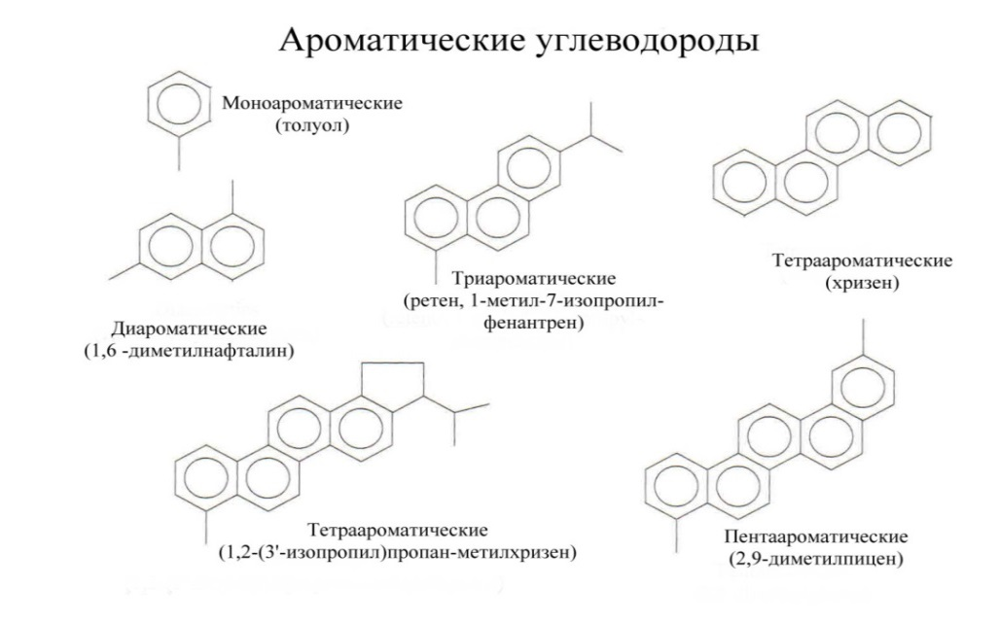 Ароматические углеводороды
Моноароматические
(толуол)
Диароматические
(1,6 -диметилнафталин)
Триароматические
(ретен, 1-метил-7-изопропил-
фенантрен)
Тетраароматические
(хризен)
Тетраароматические
(1,2-(3'-изопропил)пропан-метилхризен)
Пентаароматические
(2,9-диметилпицен)